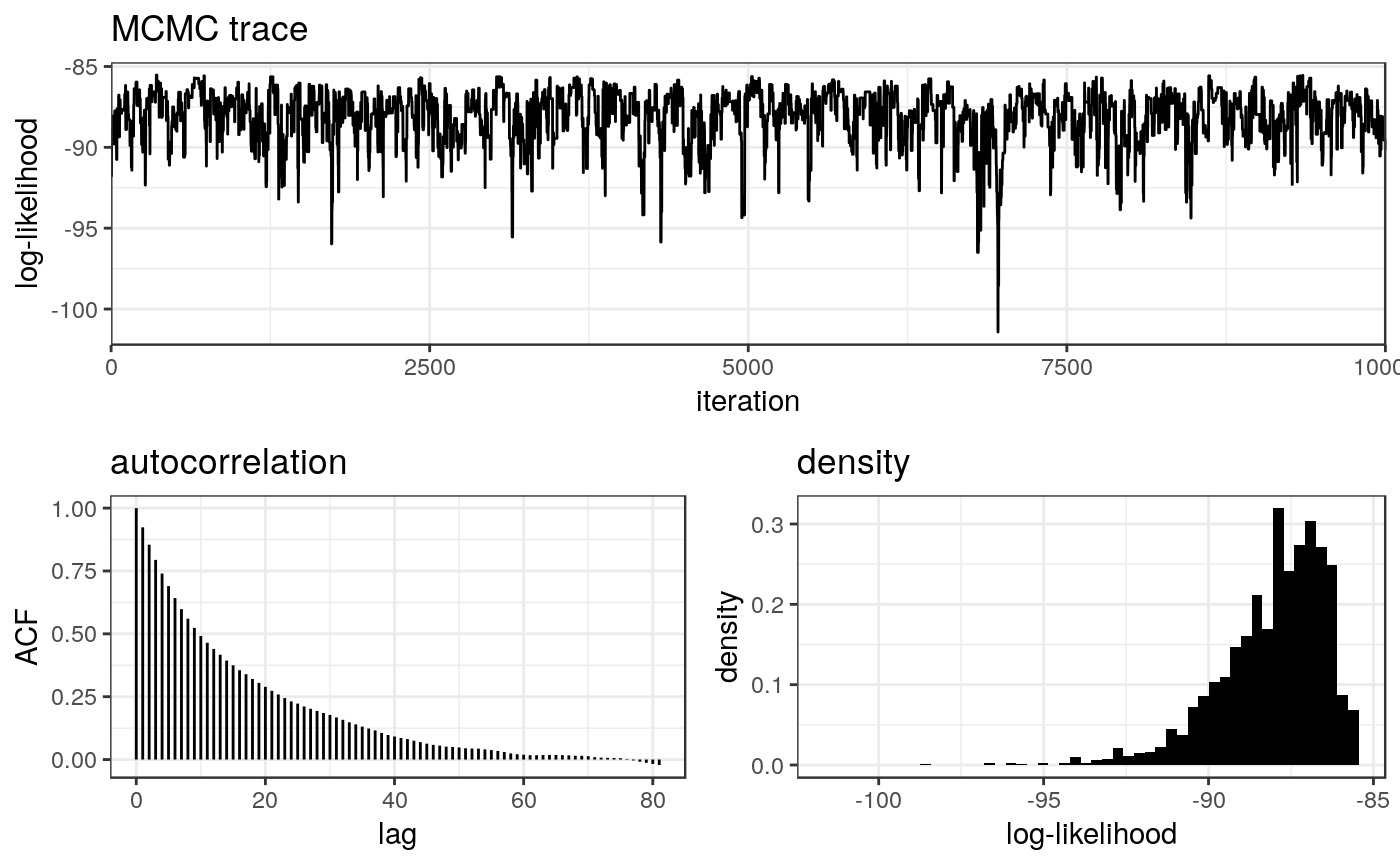 MCMC trace
-85
-90
-95
-100
log-likelihood
0 2500 5000 7500 1000
iteration
autocorrelation
1.00
0.75
0.50
0.25
0.00
ACF
0 20 40 60 80
lag
density
0.3
0.2
0.1
0.0
density
-100 -95 -90 -85
log-likelihood